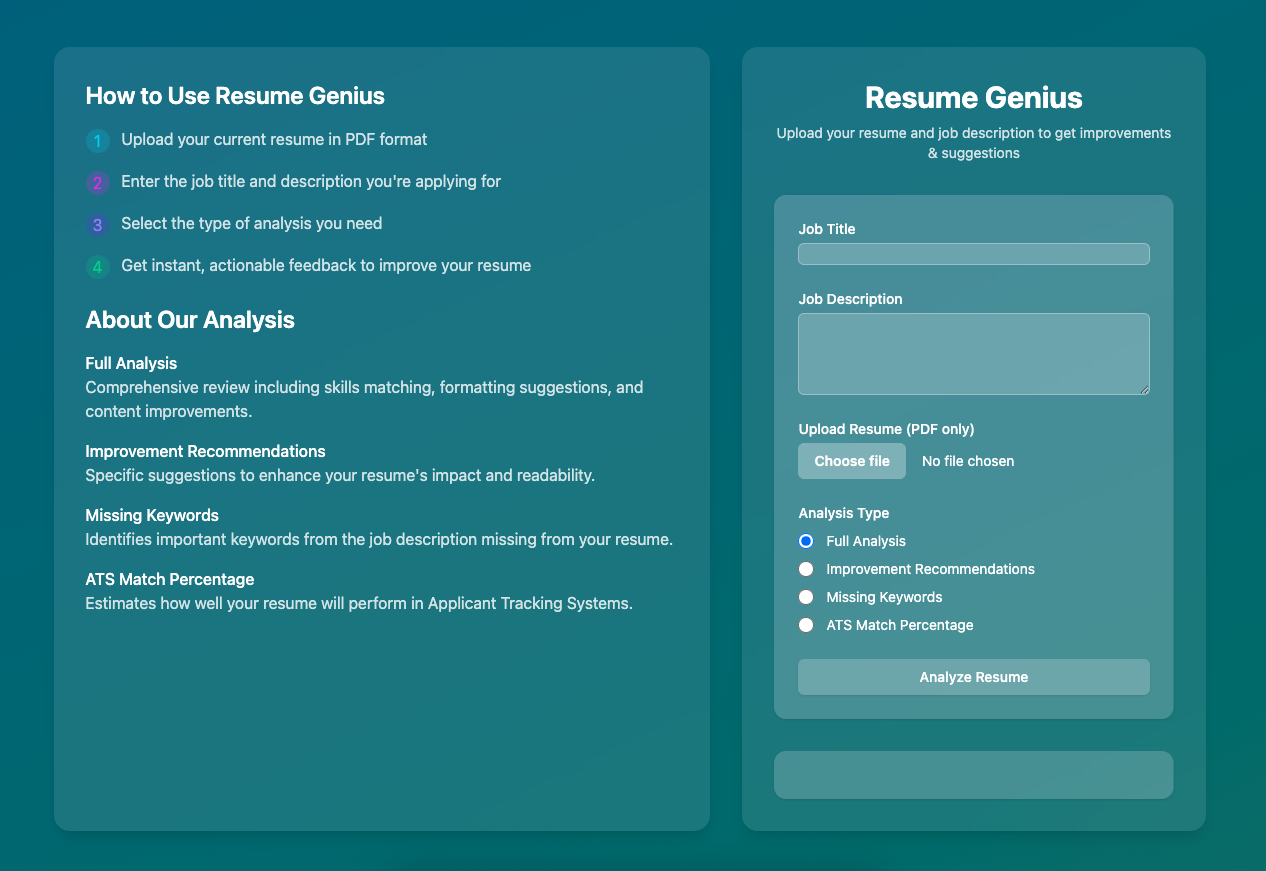 How to Use Resume Genius
1 Upload your current resume in PDF format
2 Enter the job title and description you're applying for
3 Select the type of analysis you need
4 Get instant, actionable feedback to improve your resume
About Our Analysis
Full Analysis
Comprehensive review including skills matching, formatting suggestions, and
content improvements.
Improvement Recommendations
Specific suggestions to enhance your resume's impact and readability.
Missing Keywords
Identifies important keywords from the job description missing from your resume.
ATS Match Percentage
Estimates how well your resume will perform in Applicant Tracking Systems.
Resume Genius
Upload your resume and job description to get improvements
& suggestions
Job Title
Job Description
Upload Resume (PDF only)
Choose file No file chosen
Analysis Type
Full Analysis
Improvement Recommendations
Missing Keywords
ATS Match Percentage
Analyze Resume